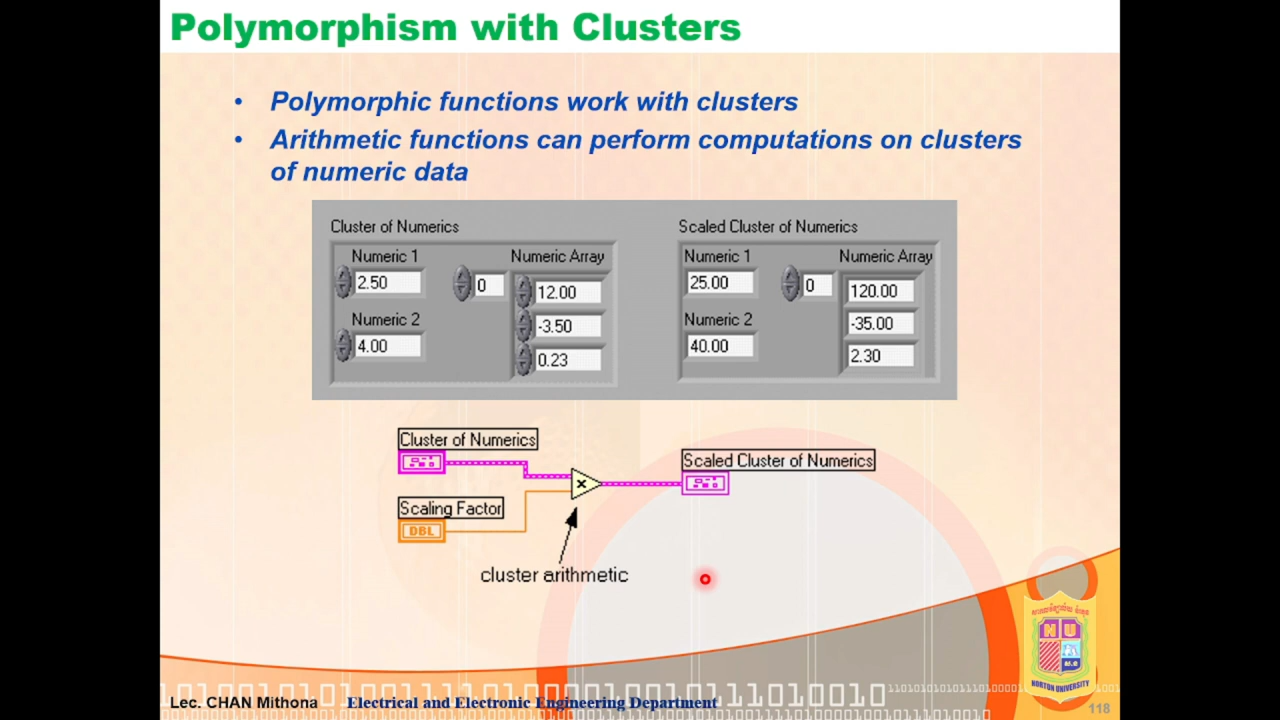 Polymorphism with Clusters
• Polymorphic functions work with clusters
• Arithmetic functions can perform computations on clusters
of numeric data
Cluster of Numerics
Numeric 1
2.50
Numeric 2
4.00
0
Numeric Array
12.00
-3.50
0.23
Scaled Cluster of Numerics
Numeric 1
25.00
Numeric 2
40.00
0
Numeric Array
120.00
-35.00
2.30
Cluster of Numerics
Scaling Factor
DBL
x
Scaled Cluster of Numerics
cluster arithmetic
N U
NORTON UNIVERSITY
Lec. CHAN Mithona
Electrical and Electronic Engineering Department
118